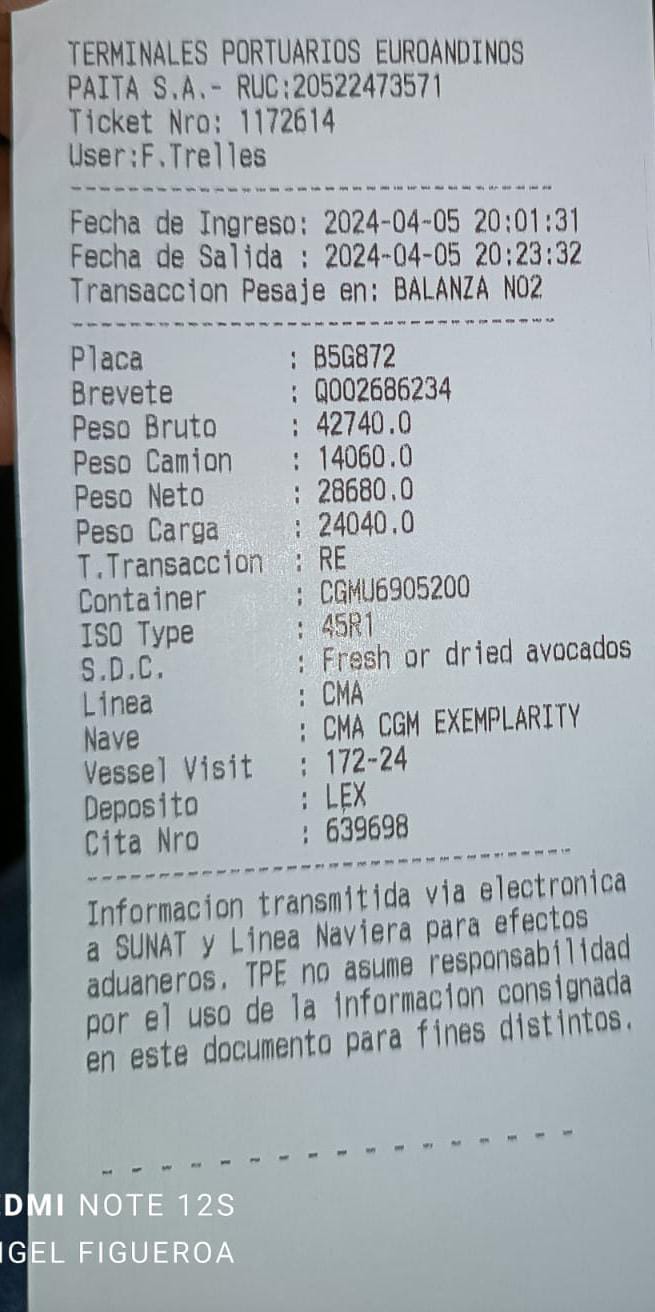 TERMINALES PORTUARIOS EUROANDINOS
PAITA S.A.- RUC:20522473571
Ticket Nro: 1172614
User:F.Trelles
Fecha de Ingreso: 2024-04-05 20:01:31
Fecha de Salida : 2024-04-05 20:23:32
Transaccion Pesaje en: BALANZA NO2
Placa : B5G872
Brevete : Q002686234
Peso Bruto : 42740.0
Peso Camion : 14060.0
Peso Neto : 28680.0
Peso Carga : 24040.0
T.Transaccion : RE
Container : CGMU6905200
ISO Type : 45R1
S.D.C. : Fresh or dried avocados
Linea : CMA
Nave : CMA CGM EXEMPLARITY
Vessel Visit : 172-24
Deposito : LEX
Cita Nro : 639698
Informacion transmitida via electronica
a SUNAT y Linea Naviera para efectos
aduaneros. TPE no asume responsabilidad
por el uso de la informacion consignada
en este documento para fines distintos.
DMI NOTE 12S
GEL FIGUEROA